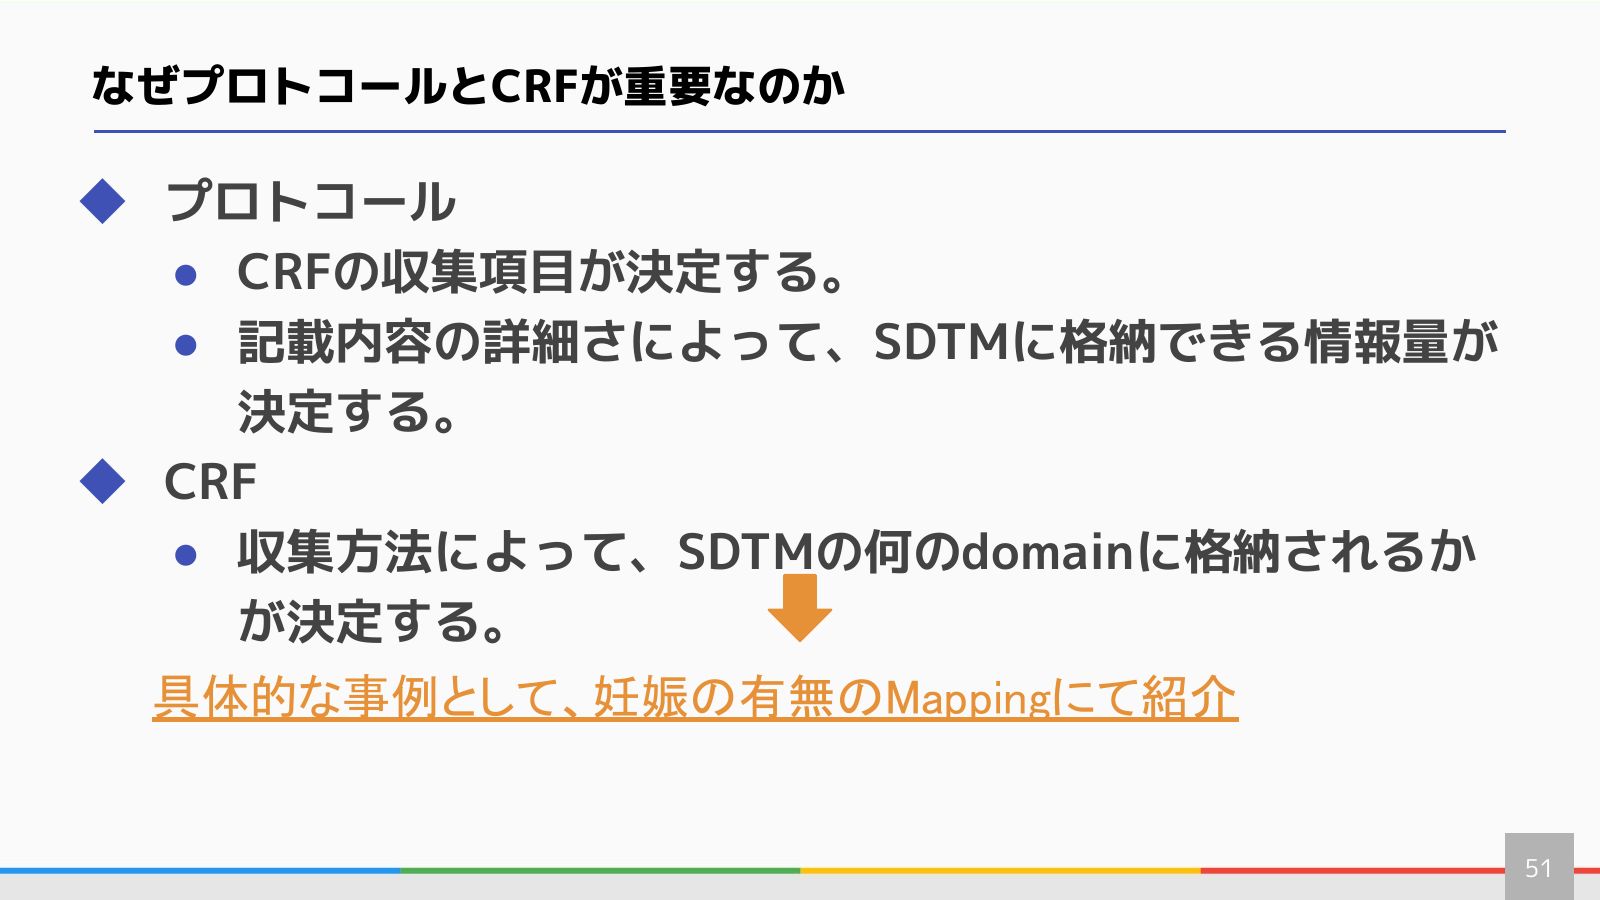 なぜプロトコールとCRFが重要なのか
プロトコール
CRFの収集項目が決定する。
記載内容の詳細さによって、SDTMに格納できる情報量が
決定する。
CRF
収集方法によって、SDTMの何のdomainに格納されるか
が決定する。
具体的な事例として、妊娠の有無のMappingにて紹介
51